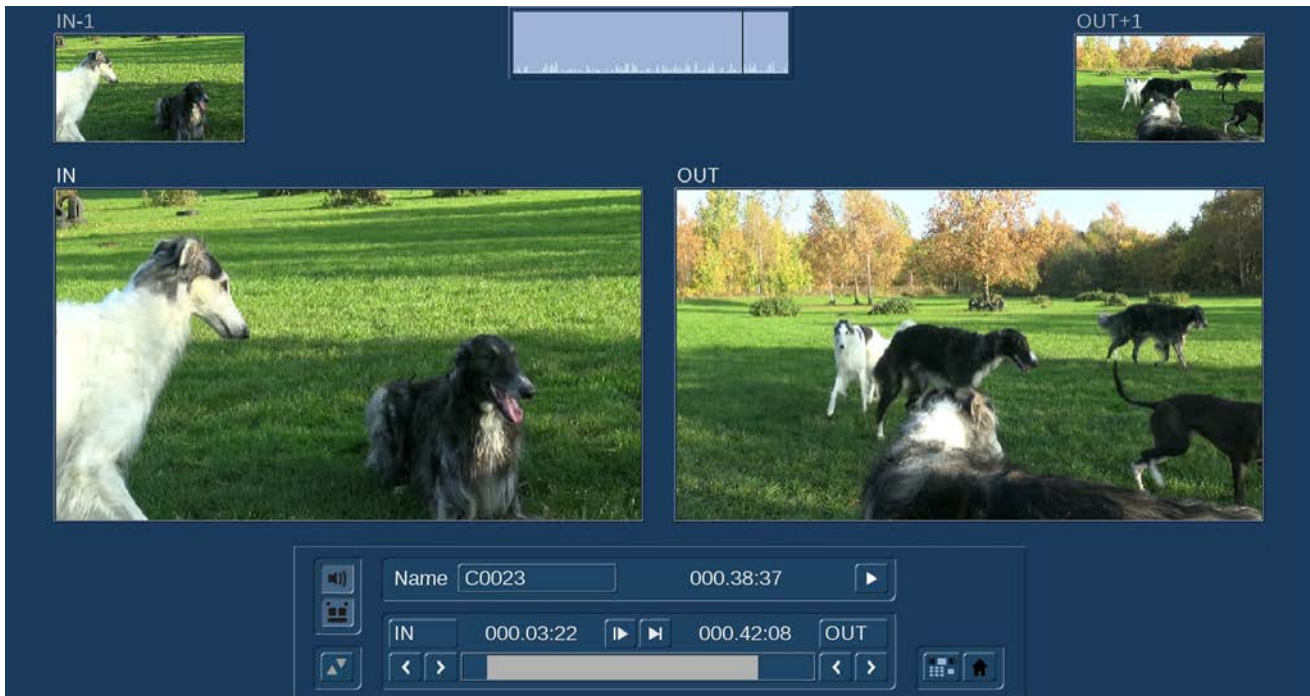 IN-1
OUT+1
IN
OUT
Name C0023 000.38:37
IN 000.03:22 000.42:08 OUT